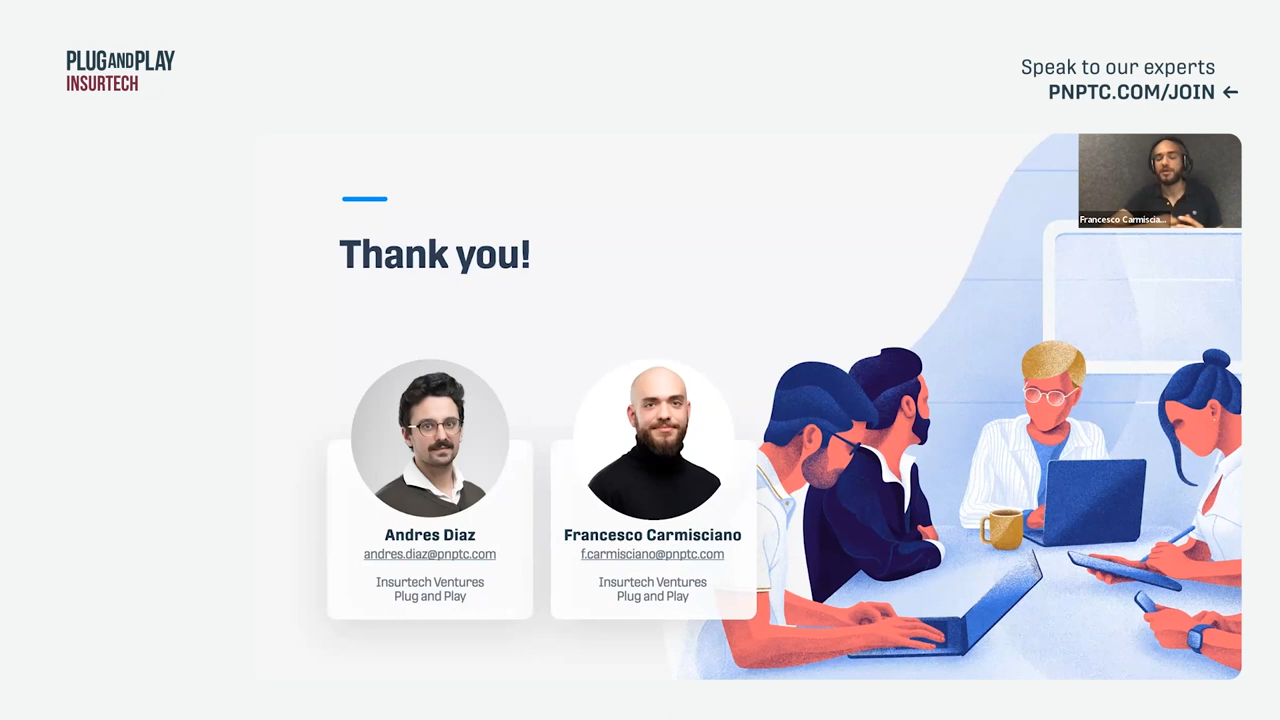 PLUG AND PLAY
INSURTECH
Speak to our experts
PNPTC.COM/JOIN ←
Francesco Carmiscia...
Thank you!
Andres Diaz
andres.diaz@pnptc.com
Insurtech Ventures
Plug and Play
Francesco Carmisciano
f.carmisciano@pnptc.com
Insurtech Ventures
Plug and Play